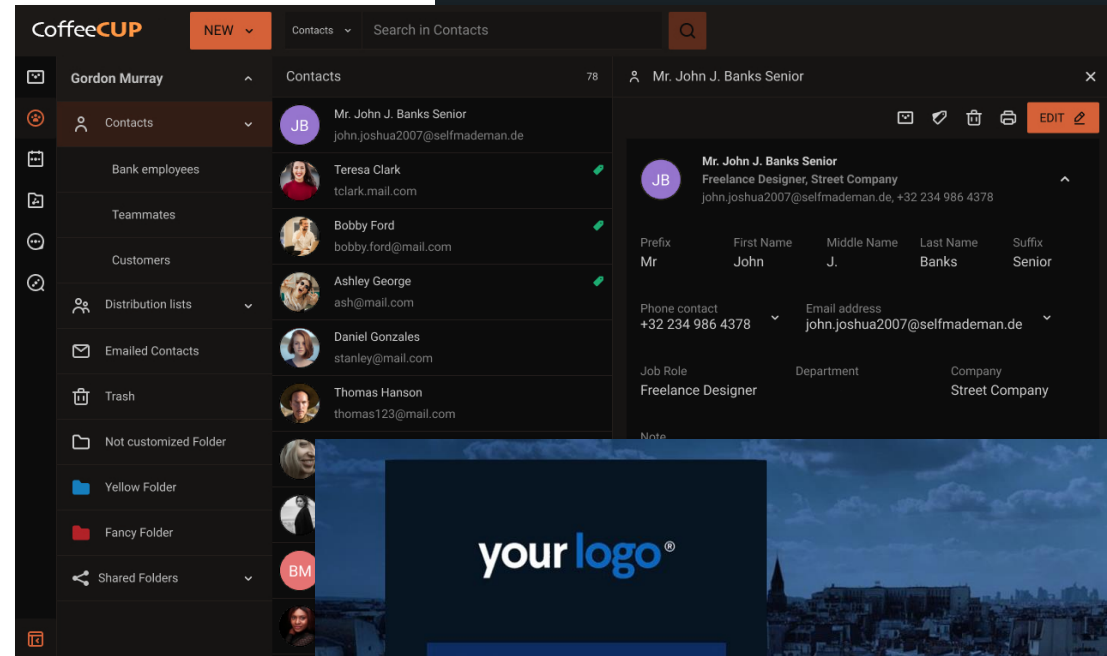 CoffeeCUP
NEW
Contacts
Search in Contacts
Gordon Murray
Contacts
Bank employees
Teammates
Customers
Distribution lists
Emailed Contacts
Trash
Not customized Folder
Yellow Folder
Fancy Folder
Shared Folders
Contacts 78
JB
Mr. John J. Banks Senior
john.joshua2007@selfmademan.de
Teresa Clark
tclark.mail.com
Bobby Ford
bobby.ford@mail.com
Ashley George
ash@mail.com
Daniel Gonzales
stanley@mail.com
Thomas Hanson
thomas123@mail.com
BM
Mr. John J. Banks Senior
EDIT
JB
Mr. John J. Banks Senior
Freelance Designer, Street Company
john.joshua2007@selfmademan.de, +32 234 986 4378
Prefix First Name Middle Name Last Name Suffix
Mr John J. Banks Senior
Phone contact Email address
+32 234 986 4378 john.joshua2007@selfmademan.de
Job Role Department Company
Freelance Designer Street Company
Note
your logo®